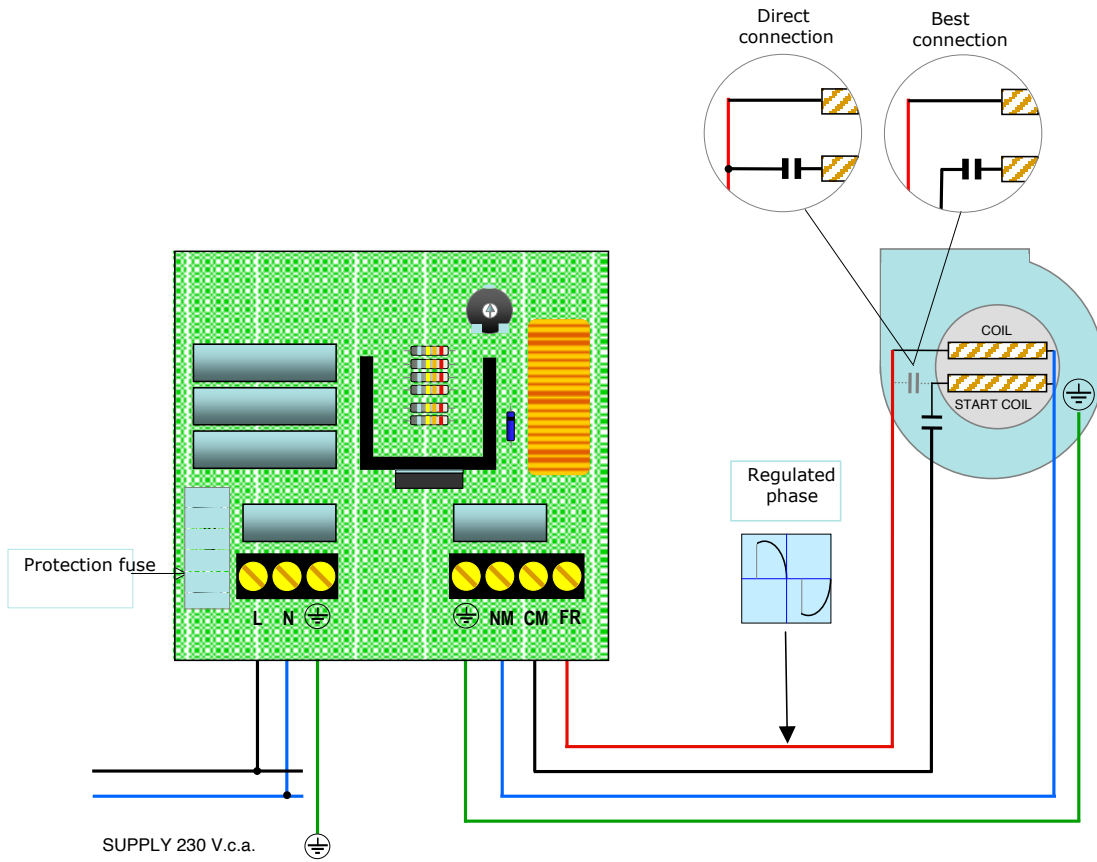 Direct
connection
Best
connection
COIL
START COIL
Regulated
phase
Protection fuse
L N
NM CM FR
SUPPLY 230 V.c.a.